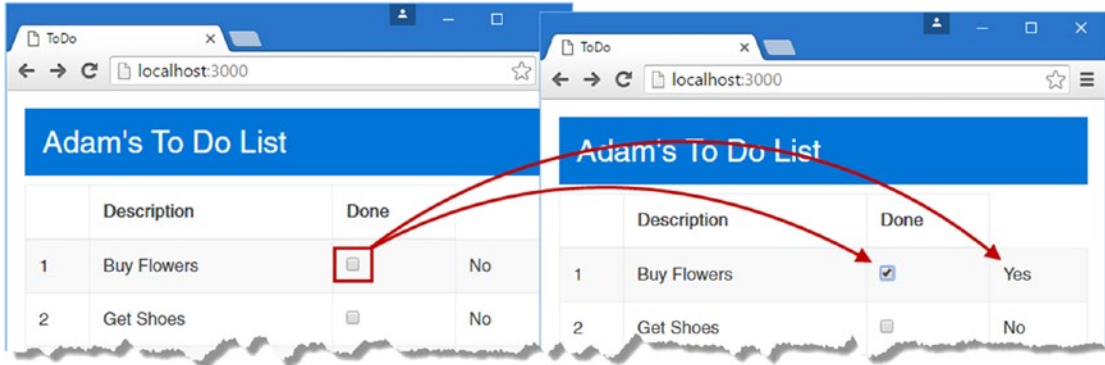 ToDo
localhost:3000
Adam's To Do List
Description Done
1 Buy Flowers No
2 Get Shoes No
ToDo
localhost:3000
Adam's To Do List
Description Done
1 Buy Flowers Yes
2 Get Shoes No